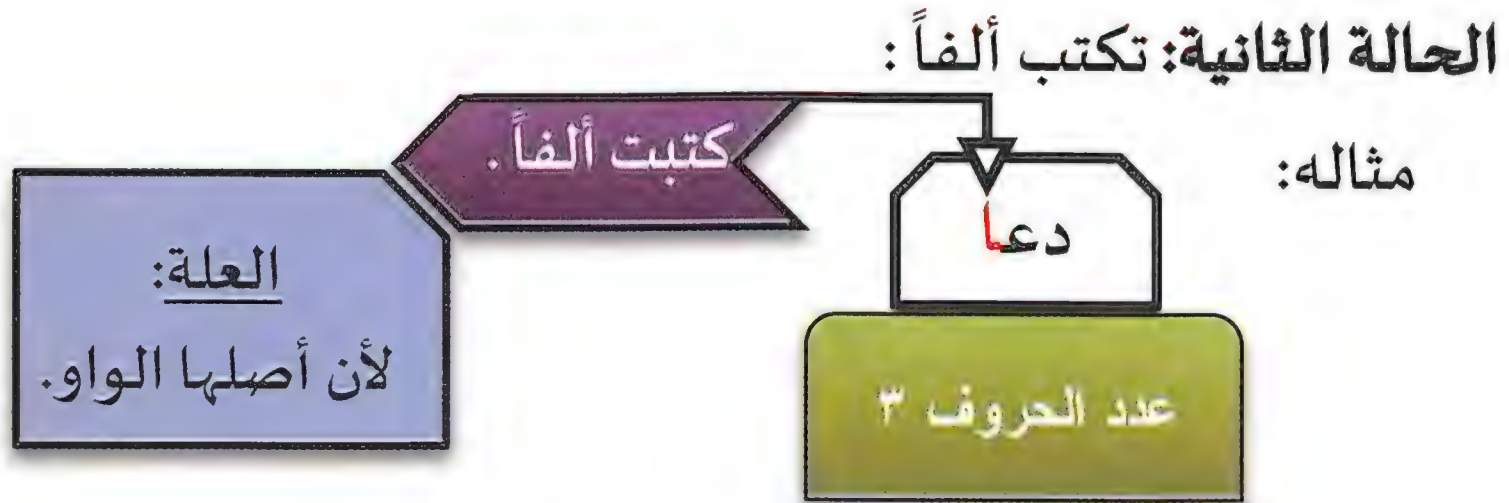 الحالة الثانية: تكتب ألفاً :
مثاله:
دعا
كتبت ألفاً .
عدد الحروف ٣
العلة:
لأن أصلها الواو.